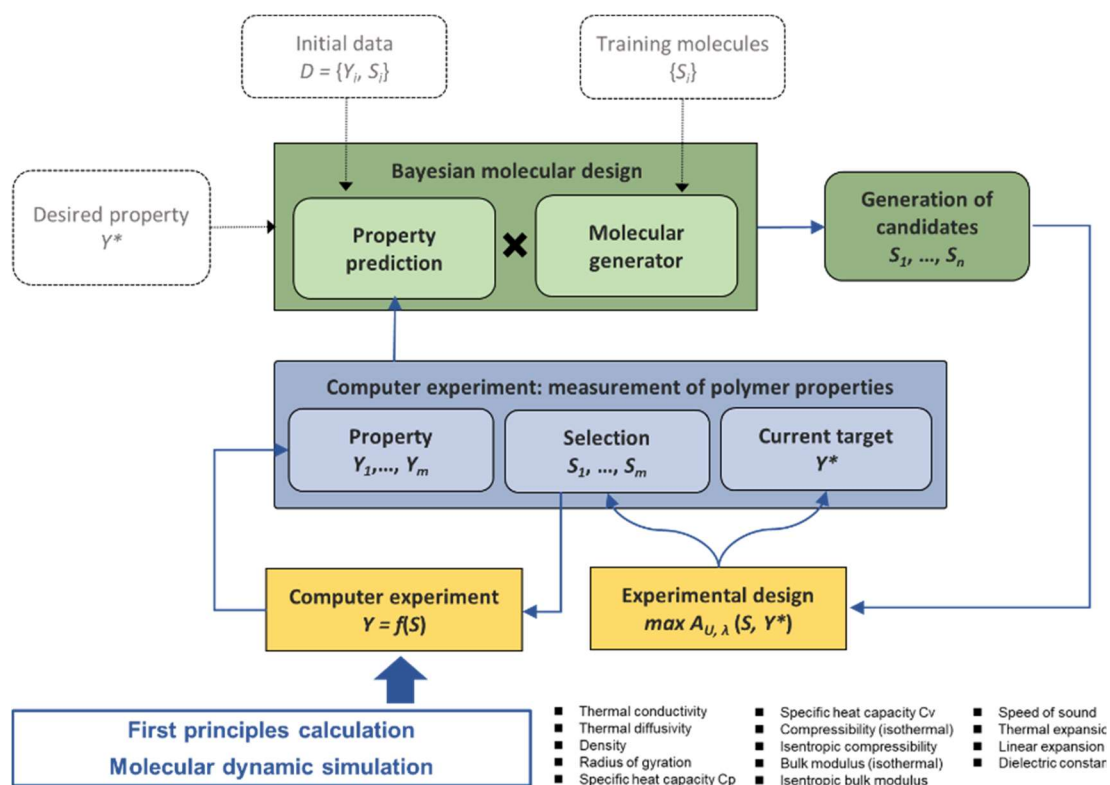 Initial data
D = {Yi, Si}
Training molecules
{Si}
Desired property
Y*
Bayesian molecular design
Property
prediction
×
Molecular
generator
Generation of
candidates
S1, ..., Sn
Computer experiment: measurement of polymer properties
Property
Y1,..., Ym
Selection
S1, ..., Sm
Current target
Y*
Computer experiment
Y = f(S)
Experimental design
max AU, λ (S, Y*)
First principles calculation
Molecular dynamic simulation
■ Thermal conductivity
■ Thermal diffusivity
■ Density
■ Radius of gyration
■ Specific heat capacity Cp
■ Specific heat capacity Cv
■ Compressibility (isothermal)
■ Isentropic compressibility
■ Bulk modulus (isothermal)
■ Isentropic bulk modulus
■ Speed of sound
■ Thermal expansio
■ Linear expansion
■ Dielectric constan